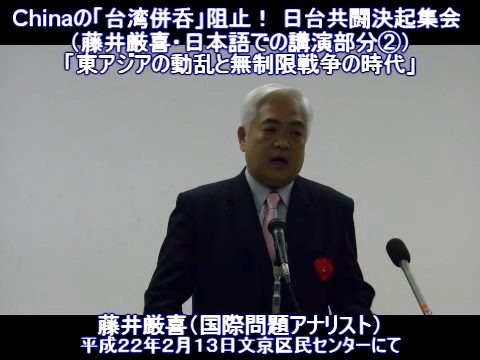 Chinaの「台湾併呑」阻止！ 日台共闘決起集会
（藤井厳喜・日本語での講演部分②）
「東アジアの動乱と無制限戦争の時代」
藤井厳喜（国際問題アナリスト）
平成22年2月13日文京区民センターにて